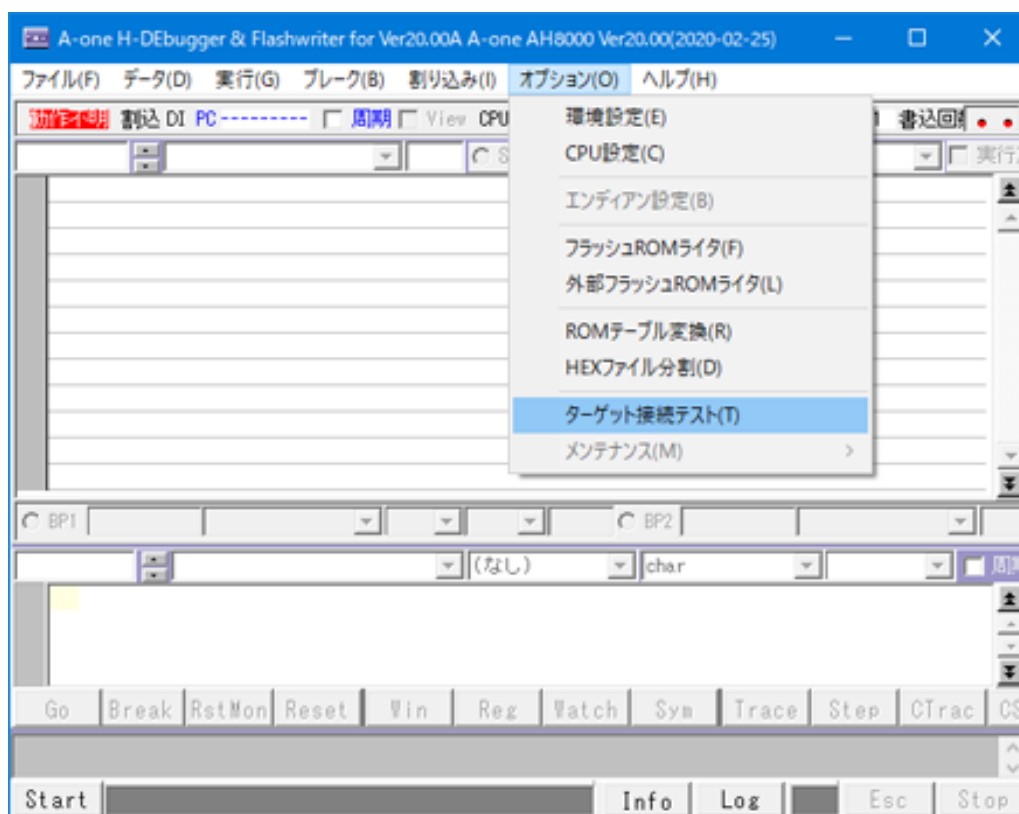 A-one H-DEbugger & Flashwriter for Ver20.00A A-one AH8000 Ver20.00(2020-02-25)
ファイル(F) データ(D) 実行(G) ブレーク(B) 割り込み(I) オプション(O) ヘルプ(H)
動作不明 割込 DI PC--------- 周期 View CPU 書込回
環境設定(E)
CPU設定(C)
エンディアン設定(B)
フラッシュROMライタ(F)
外部フラッシュROMライタ(L)
ROMテーブル変換(R)
HEXファイル分割(D)
ターゲット接続テスト(T)
メンテナンス(M)
S 実行
BP1 BP2
(なし) char 周
Go Break RstMon Reset Win Reg Watch Sym Trace Step CTrac CS
Start Info Log Esc Stop